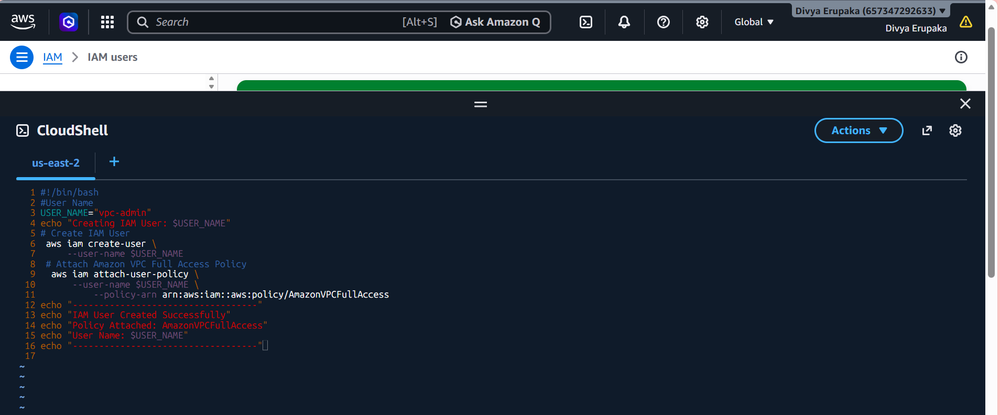 aws
Search [Alt+S] Ask Amazon Q
Global
Divya Erupaka (657347292633)
Divya Erupaka
IAM > IAM users
CloudShell
Actions
us-east-2 +
1 #!/bin/bash
2 #User Name
3 USER_NAME="vpc-admin"
4 echo "Creating IAM User: $USER_NAME"
5 # Create IAM User
6  aws iam create-user \
7      --user-name $USER_NAME
8  # Attach Amazon VPC Full Access Policy
9   aws iam attach-user-policy \
10       --user-name $USER_NAME \
11           --policy-arn arn:aws:iam::aws:policy/AmazonVPCFullAccess
12 echo "-----------------------------------"
13 echo "IAM User Created Successfully"
14 echo "Policy Attached: AmazonVPCFullAccess"
15 echo "User Name: $USER_NAME"
16 echo "-----------------------------------"
17
~
~
~
~
~